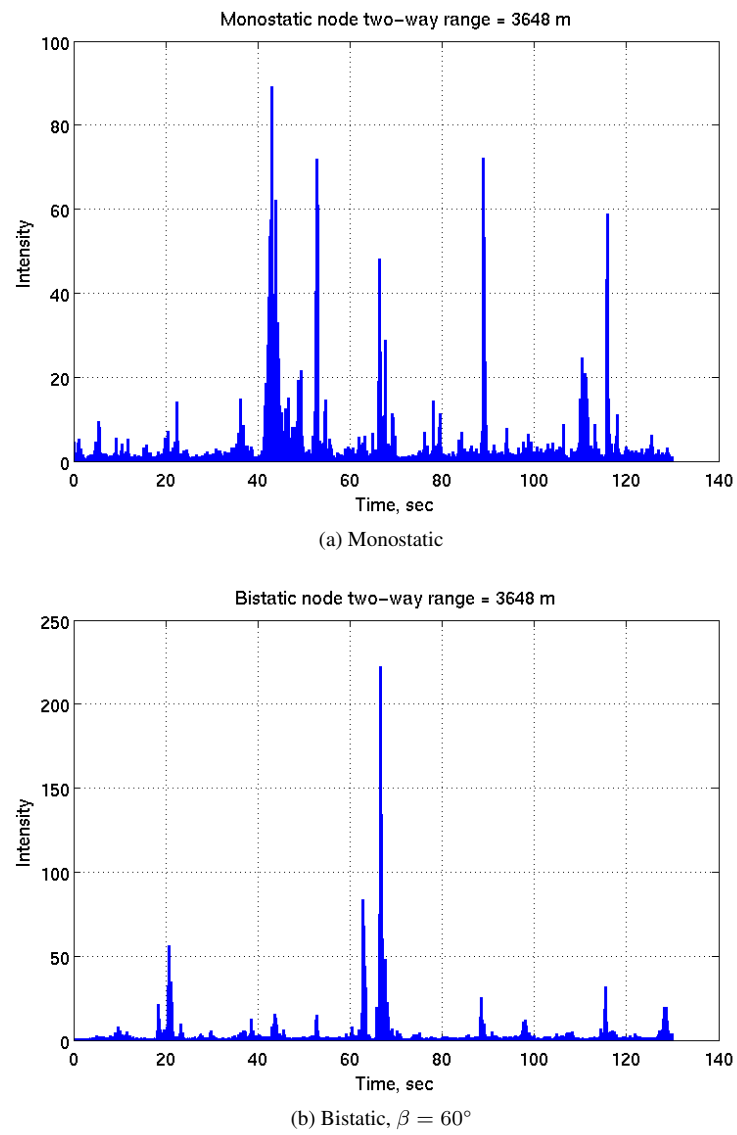 Monostatic node two−way range = 3648 m
100
80
60
40
20
0
Intensity
0 20 40 60 80 100 120 140
Time, sec
(a) Monostatic
Bistatic node two−way range = 3648 m
250
200
150
100
50
0
Intensity
0 20 40 60 80 100 120 140
Time, sec
(b) Bistatic, β = 60°